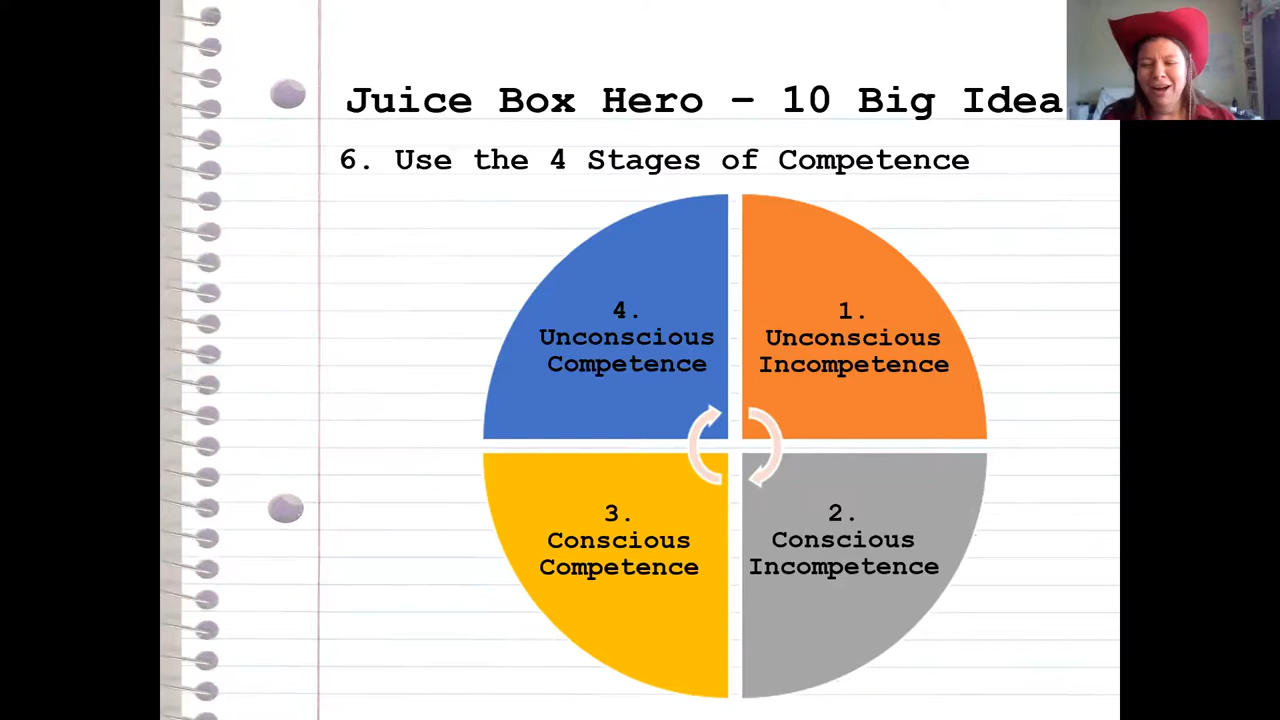 Juice Box Hero – 10 Big Idea
6. Use the 4 Stages of Competence
4.
Unconscious
Competence
1.
Unconscious
Incompetence
3.
Conscious
Competence
2.
Conscious
Incompetence